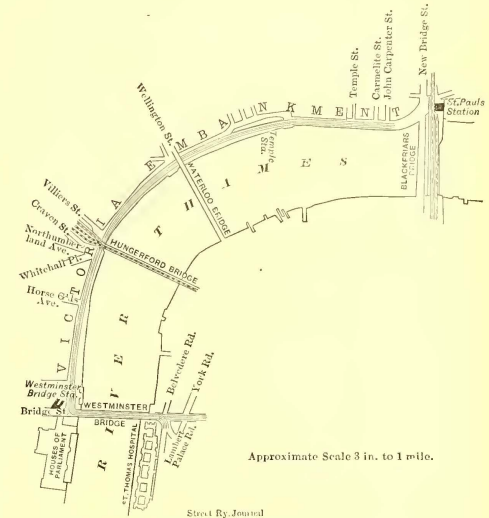 New Bridge St.
Temple St.
Carmelite St.
John Carpenter St.
St. Pauls
Station
Wellington St.
VICTORIA EMBANKMENT
Temple
Sta.
BLACKFRIARS
BRIDGE
WATERLOO BRIDGE
RIVER THAMES
Villiers St.
Craven St.
Northumber-
land Ave.
Whitehall Pl.
HUNGERFORD BRIDGE
Horse Gds.
Ave.
Westminster
Bridge Sta.
Bridge St.
WESTMINSTER
BRIDGE
Belvedere Rd.
York Rd.
Lambeth
Palace Rd.
HOUSES OF
PARLIAMENT
ST. THOMAS HOSPITAL
Approximate Scale 3 in. to 1 mile.
Street Ry. Journal